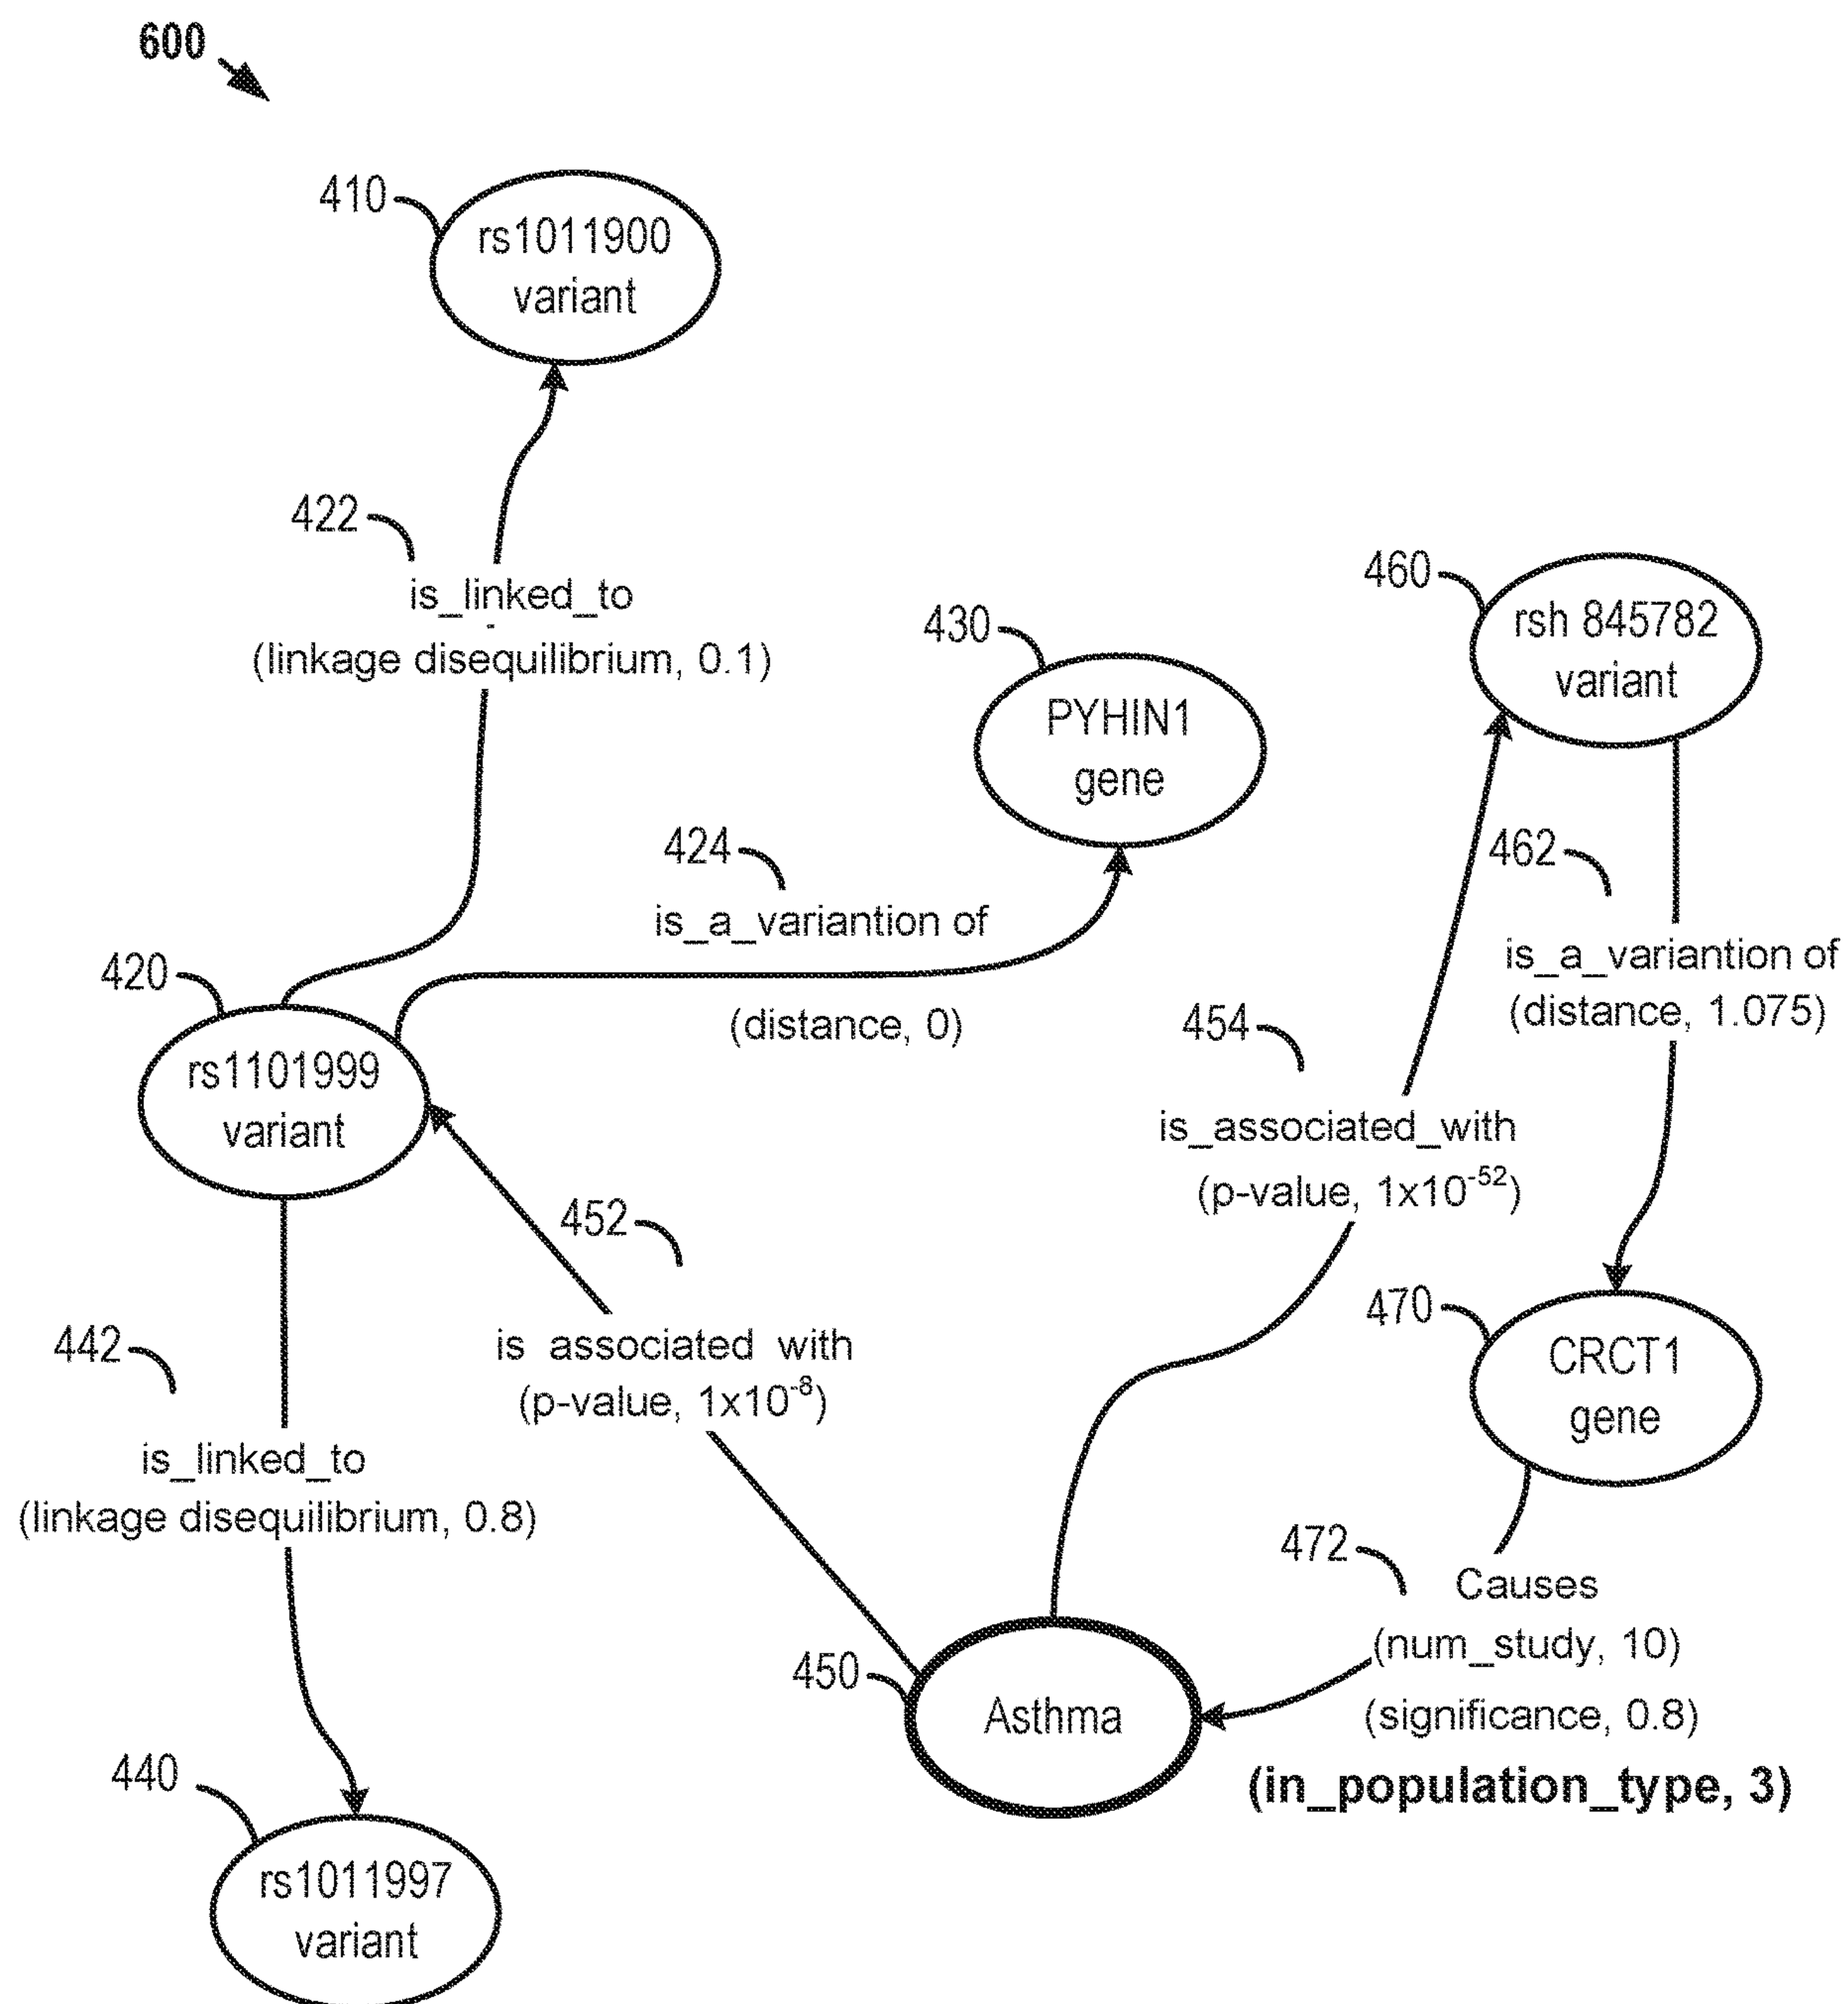 600
410
rs1011900
variant
422
is_linked_to
(linkage disequilibrium, 0.1)
430
PYHIN1
gene
460
rsh 845782
variant
424
is_a_variantion of
(distance, 0)
462
is_a_variantion of
(distance, 1.075)
420
rs1101999
variant
454
is_associated_with
(p-value, 1x10⁻⁵²)
452
is associated with
(p-value, 1x10⁻⁸)
442
is_linked_to
(linkage disequilibrium, 0.8)
470
CRCT1
gene
472
Causes
(num_study, 10)
(significance, 0.8)
(in_population_type, 3)
450
Asthma
440
rs1011997
variant